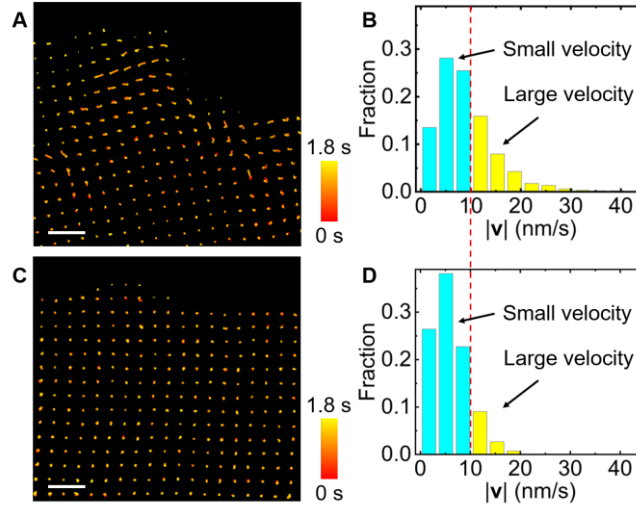 A
1.8 s
0 s
B
Fraction
0.3
0.2
0.1
0.0
Small velocity
Large velocity
0 10 20 30 40
|v| (nm/s)
C
1.8 s
0 s
D
Fraction
0.3
0.2
0.1
0.0
Small velocity
Large velocity
0 10 20 30 40
|v| (nm/s)